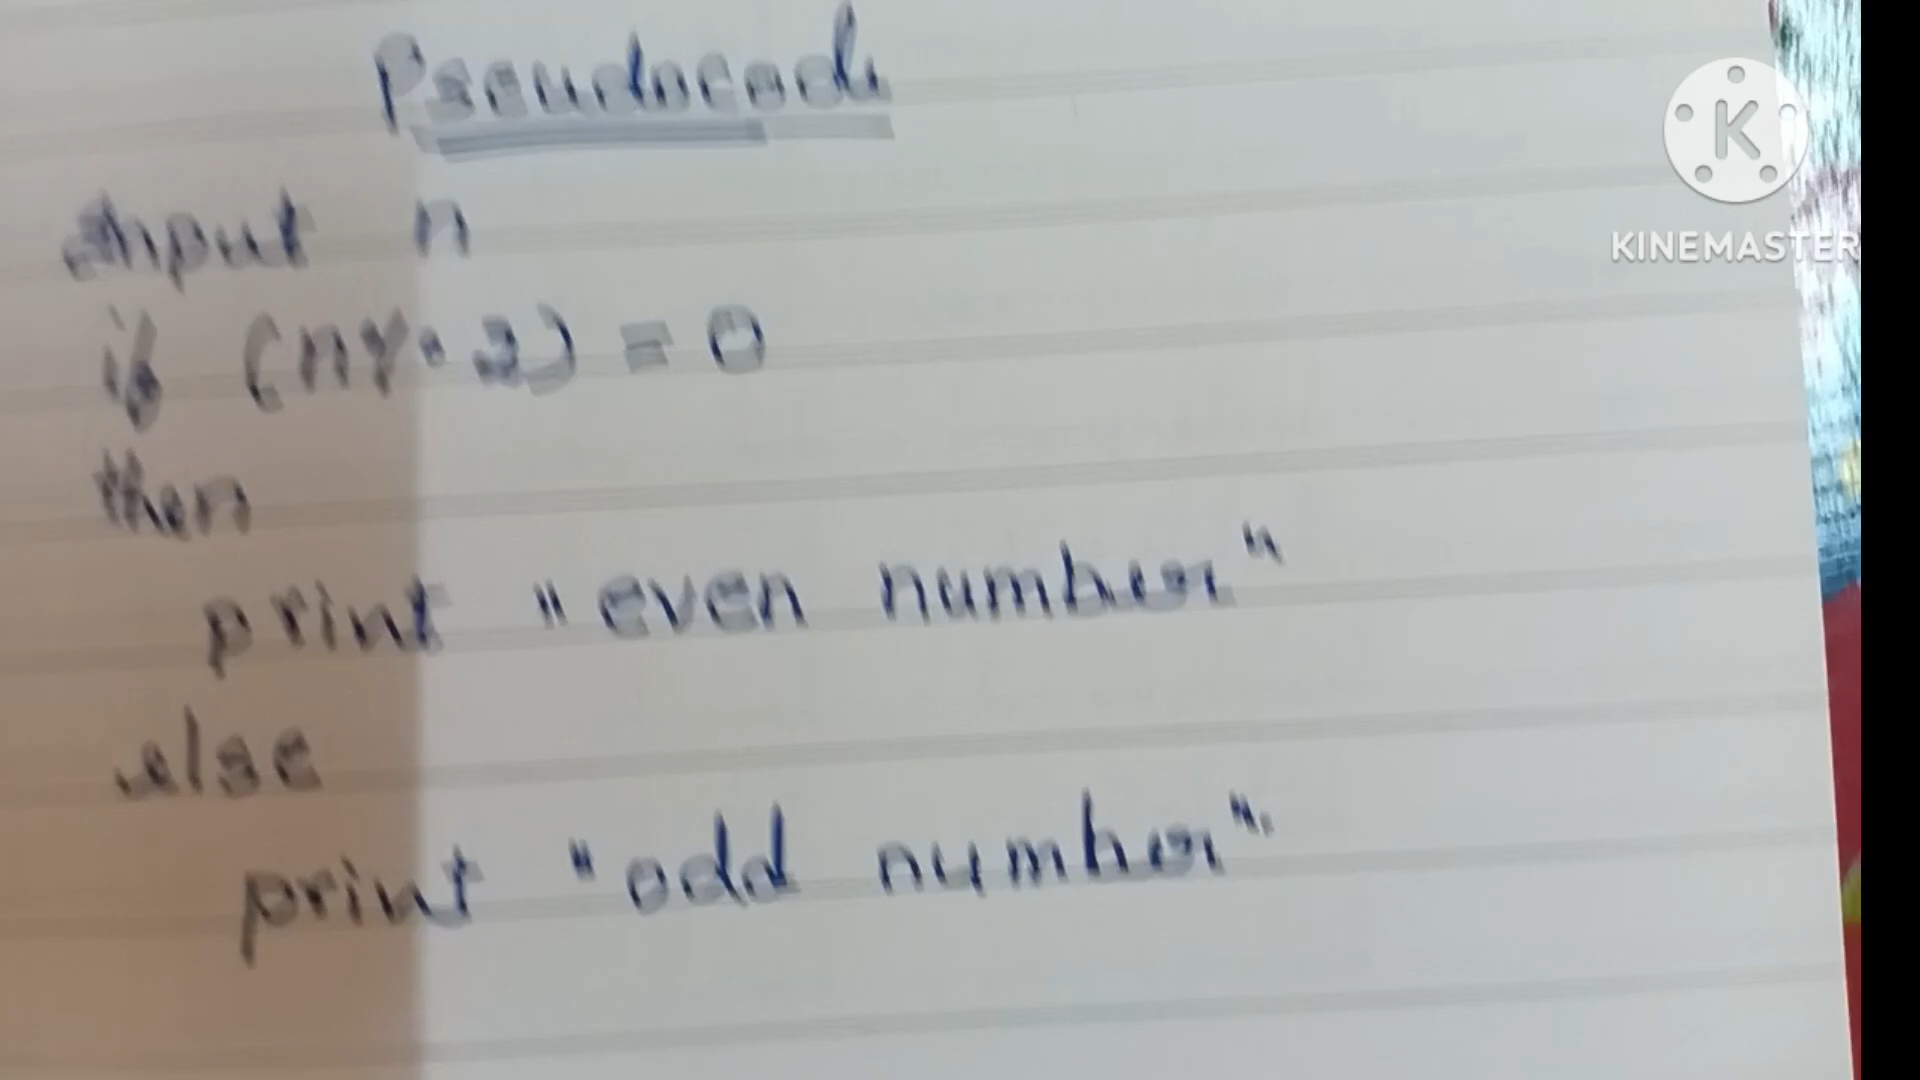 Pseudocode
Input n
if (n%2) = 0
then
print "even number"
else
print "odd number".
K
KINEMASTER